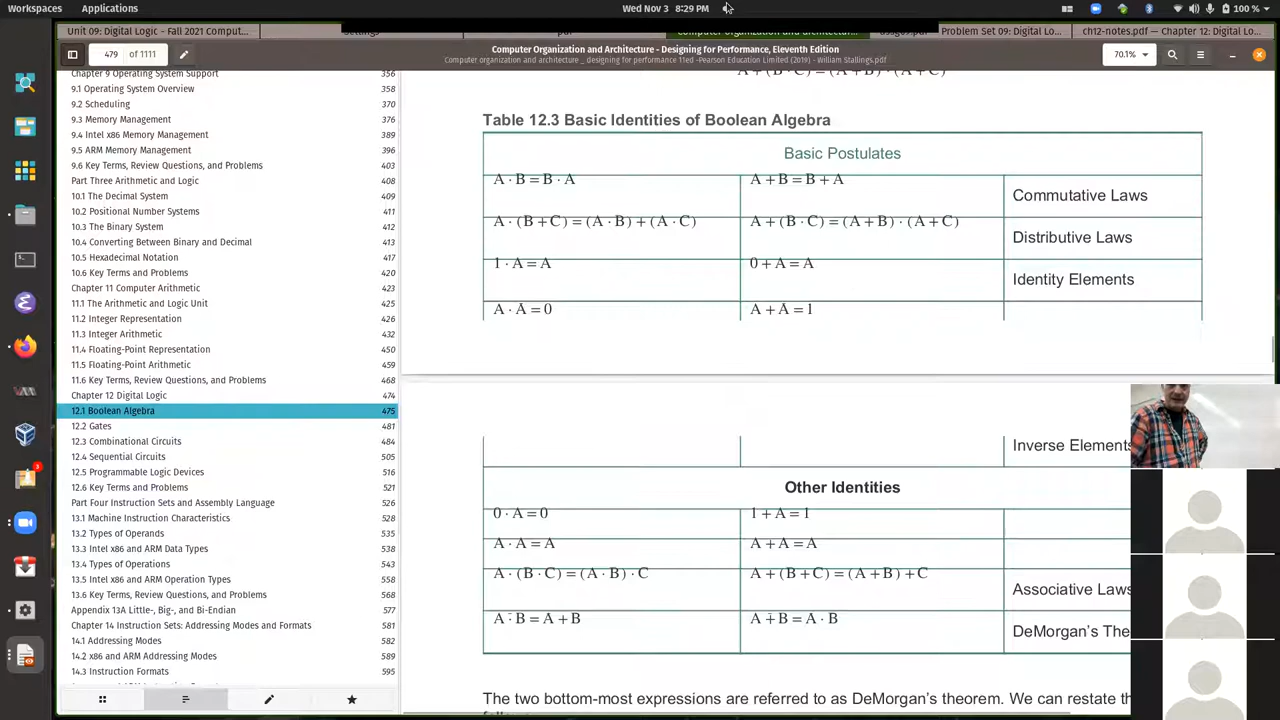 Workspaces Applications Wed Nov 3 8:29 PM 100 %
Unit 09: Digital Logic - Fall 2021 Comput... Problem Set 09: Digital Lo... ch12-notes.pdf — Chapter 12: Digital L...
479 of 1111 Computer Organization and Architecture - Designing for Performance, Eleventh Edition 70.1%
'Computer organization and architecture _ designing for performance 11ed -Pearson Education Limited (2019) - William Stallings.pdf'
Chapter 9 Operating System Support 356
9.1 Operating System Overview 358
9.2 Scheduling 370
9.3 Memory Management 376
9.4 Intel x86 Memory Management 389
9.5 ARM Memory Management 396
9.6 Key Terms, Review Questions, and Problems 403
Part Three Arithmetic and Logic 408
10.1 The Decimal System 409
10.2 Positional Number Systems 411
10.3 The Binary System 412
10.4 Converting Between Binary and Decimal 413
10.5 Hexadecimal Notation 417
10.6 Key Terms and Problems 420
Chapter 11 Computer Arithmetic 423
11.1 The Arithmetic and Logic Unit 425
11.2 Integer Representation 426
11.3 Integer Arithmetic 432
11.4 Floating-Point Representation 450
11.5 Floating-Point Arithmetic 459
11.6 Key Terms, Review Questions, and Problems 468
Chapter 12 Digital Logic 474
12.1 Boolean Algebra 475
12.2 Gates 481
12.3 Combinational Circuits 484
12.4 Sequential Circuits 505
12.5 Programmable Logic Devices 516
12.6 Key Terms and Problems 521
Part Four Instruction Sets and Assembly Language 526
13.1 Machine Instruction Characteristics 528
13.2 Types of Operands 535
13.3 Intel x86 and ARM Data Types 538
13.4 Types of Operations 543
13.5 Intel x86 and ARM Operation Types 558
13.6 Key Terms, Review Questions, and Problems 568
Appendix 13A Little-, Big-, and Bi-Endian 577
Chapter 14 Instruction Sets: Addressing Modes and Formats 581
14.1 Addressing Modes 582
14.2 x86 and ARM Addressing Modes 589
14.3 Instruction Formats 595
A + (B · C) = (A + B) · (A + C)
Table 12.3 Basic Identities of Boolean Algebra
Basic Postulates
A · B = B · A A + B = B + A Commutative Laws
A · (B + C) = (A · B) + (A · C) A + (B · C) = (A + B) · (A + C) Distributive Laws
1 · A = A 0 + A = A Identity Elements
A · Ā = 0 A + Ā = 1
Inverse Elements
Other Identities
0 · A = 0 1 + A = 1
A · A = A A + A = A
A · (B · C) = (A · B) · C A + (B + C) = (A + B) + C Associative Laws
A ·̄ B = Ā + B̄ A +̄ B = Ā · B̄ DeMorgan's The
The two bottom-most expressions are referred to as DeMorgan's theorem. We can restate th